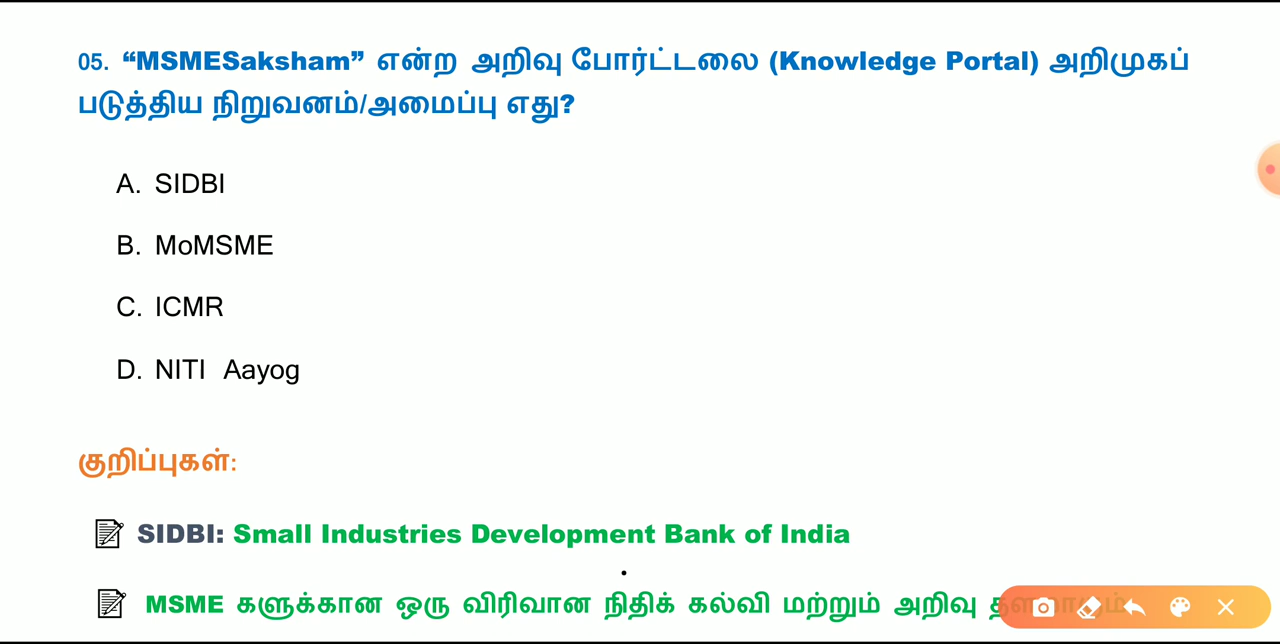 05. “MSMESaksham” என்ற அறிவு போர்ட்டலை (Knowledge Portal) அறிமுகப்
படுத்திய நிறுவனம்/அமைப்பு எது?
A. SIDBI
B. MoMSME
C. ICMR
D. NITI Aayog
குறிப்புகள்:
SIDBI: Small Industries Development Bank of India
MSME களுக்கான ஒரு விரிவான நிதிக் கல்வி மற்றும் அறிவு